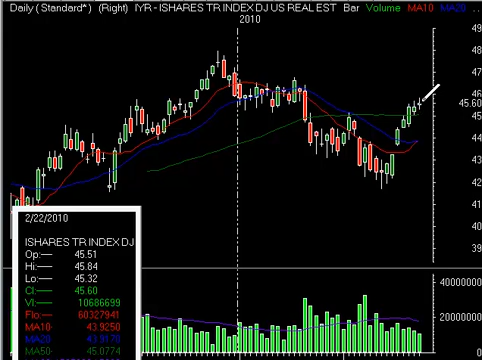 Daily ( Standard* ) (Right) IYR - ISHARES TR INDEX DJ US REAL EST Bar Volume MA10 MA20 ...
2010
49
48
47
46
45.60
45
44
43
42
41
40
39
2/22/2010
ISHARES TR INDEX DJ
Op:— 45.51
Hi:— 45.84
Lo:— 45.32
Cl:— 45.60
Vl:— 10686699
Flo:— 60327941
MA10- 43.9250
MA20- 43.9170
MA50- 45.0774
40000000
20000000
0